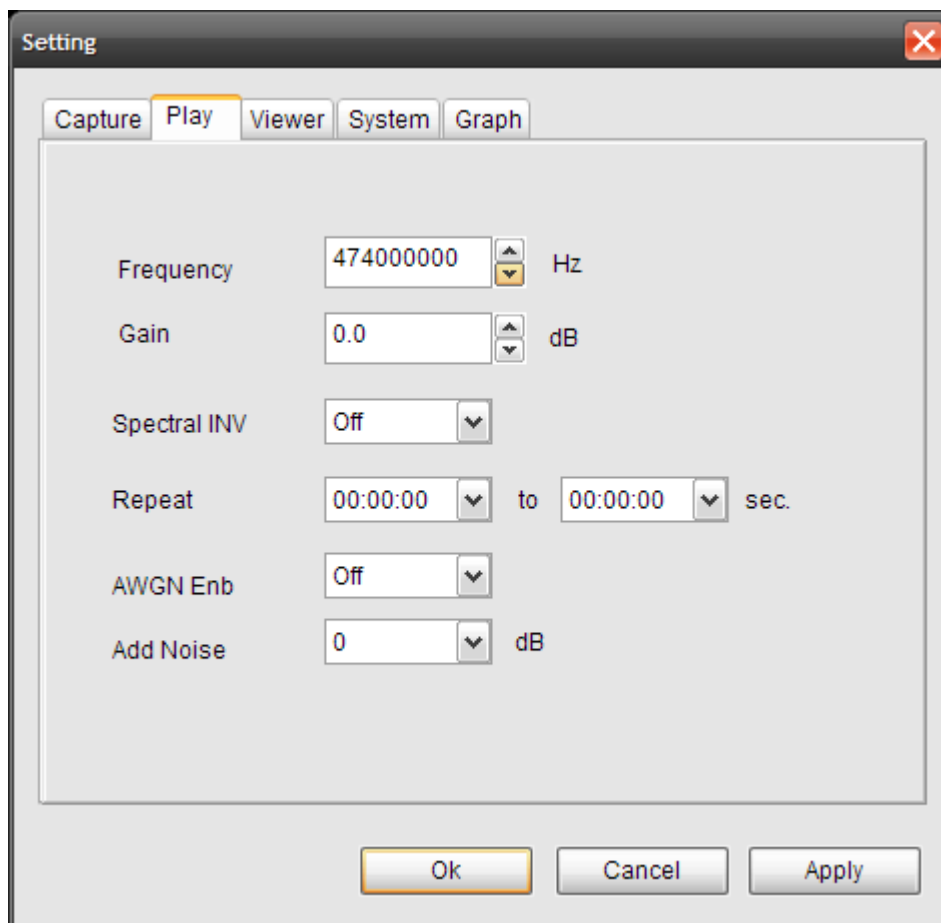 Setting
Capture Play Viewer System Graph
Frequency 474000000 Hz
Gain 0.0 dB
Spectral INV Off
Repeat 00:00:00 to 00:00:00 sec.
AWGN Enb Off
Add Noise 0 dB
Ok Cancel Apply